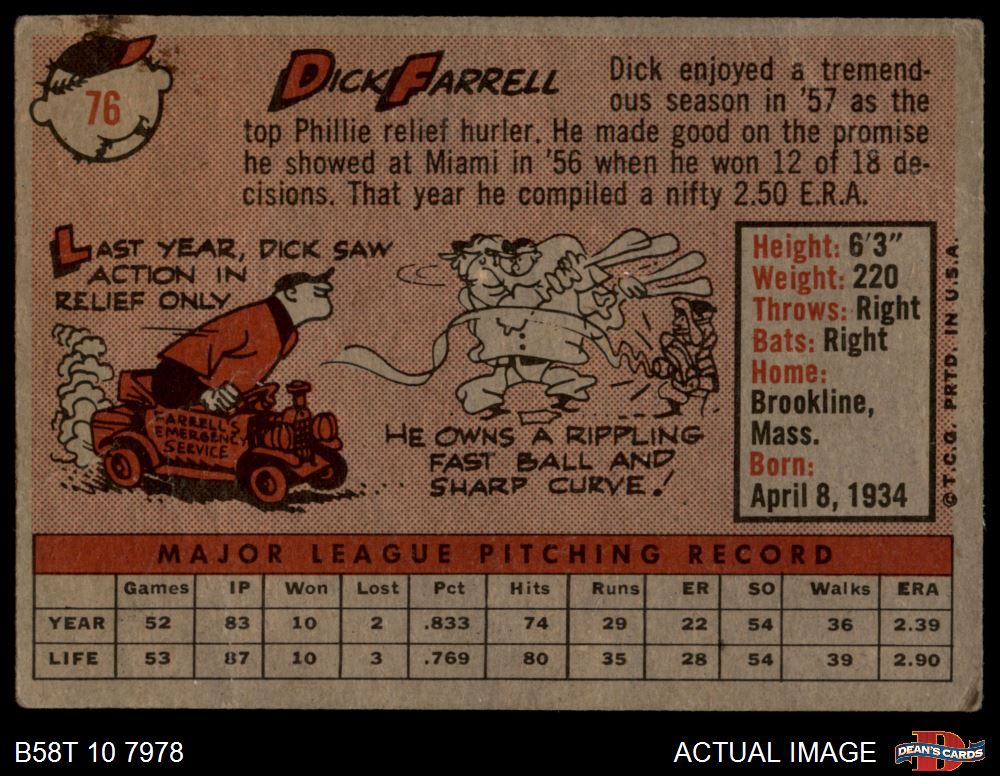 76
DICK FARRELL
Dick enjoyed a tremend-
ous season in '57 as the
top Phillie relief hurler. He made good on the promise
he showed at Miami in '56 when he won 12 of 18 de-
cisions. That year he compiled a nifty 2.50 E.R.A.
LAST YEAR, DICK SAW
ACTION IN
RELIEF ONLY
FARRELL'S
EMERGENCY
SERVICE
HE OWNS A RIPPLING
FAST BALL AND
SHARP CURVE!
Height: 6'3"
Weight: 220
Throws: Right
Bats: Right
Home:
Brookline,
Mass.
Born:
April 8, 1934
©T.C.G. PRTD. IN U.S.A.
MAJOR LEAGUE PITCHING RECORD
Games IP Won Lost Pct Hits Runs ER SO Walks ERA
YEAR 52 83 10 2 .833 74 29 22 54 36 2.39
LIFE 53 87 10 3 .769 80 35 28 54 39 2.90
B58T 10 7978
ACTUAL IMAGE
DEAN'S CARDS